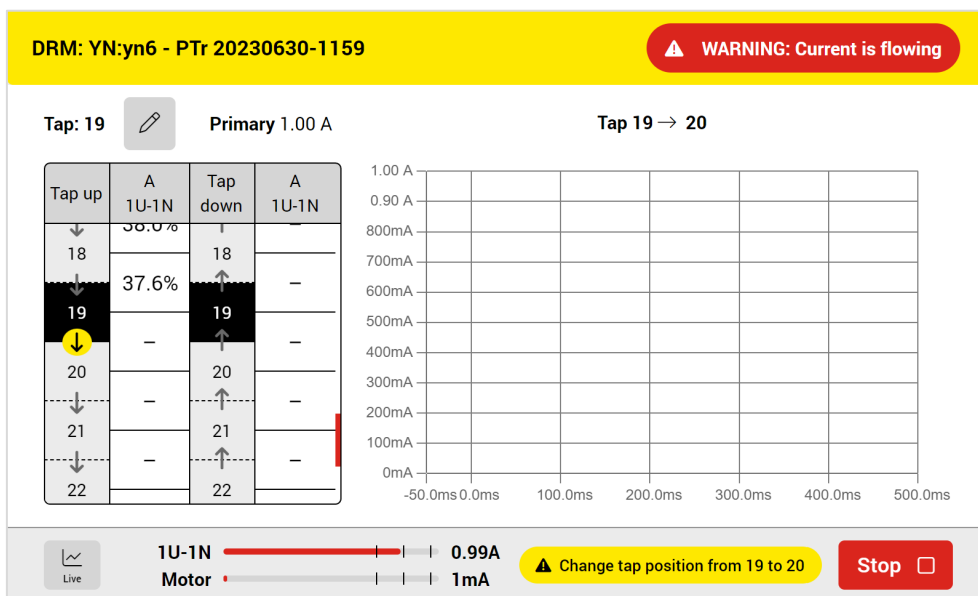 DRM: YN:yn6 - PTr 20230630-1159
WARNING: Current is flowing
Tap: 19
Primary 1.00 A
Tap 19 → 20
Tap up
A
1U-1N
Tap
down
A
1U-1N
38.0%
–
18
18
37.6%
–
19
19
–
–
20
20
–
–
21
21
–
–
22
22
1.00 A
0.90 A
800mA
700mA
600mA
500mA
400mA
300mA
200mA
100mA
0mA
-50.0ms 0.0ms 100.0ms 200.0ms 300.0ms 400.0ms 500.0ms
Live
1U-1N 0.99A
Motor 1mA
Change tap position from 19 to 20
Stop